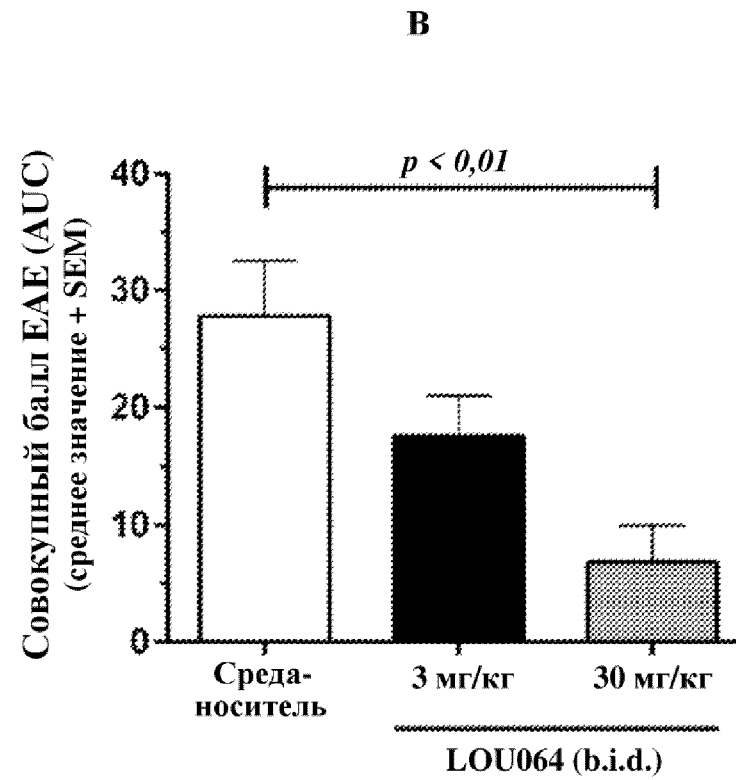 B
p < 0,01
Совокупный балл EAE (AUC)
(среднее значение + SEM)
40
30
20
10
0
Среда-
носитель
3 мг/кг
30 мг/кг
LOU064 (b.i.d.)